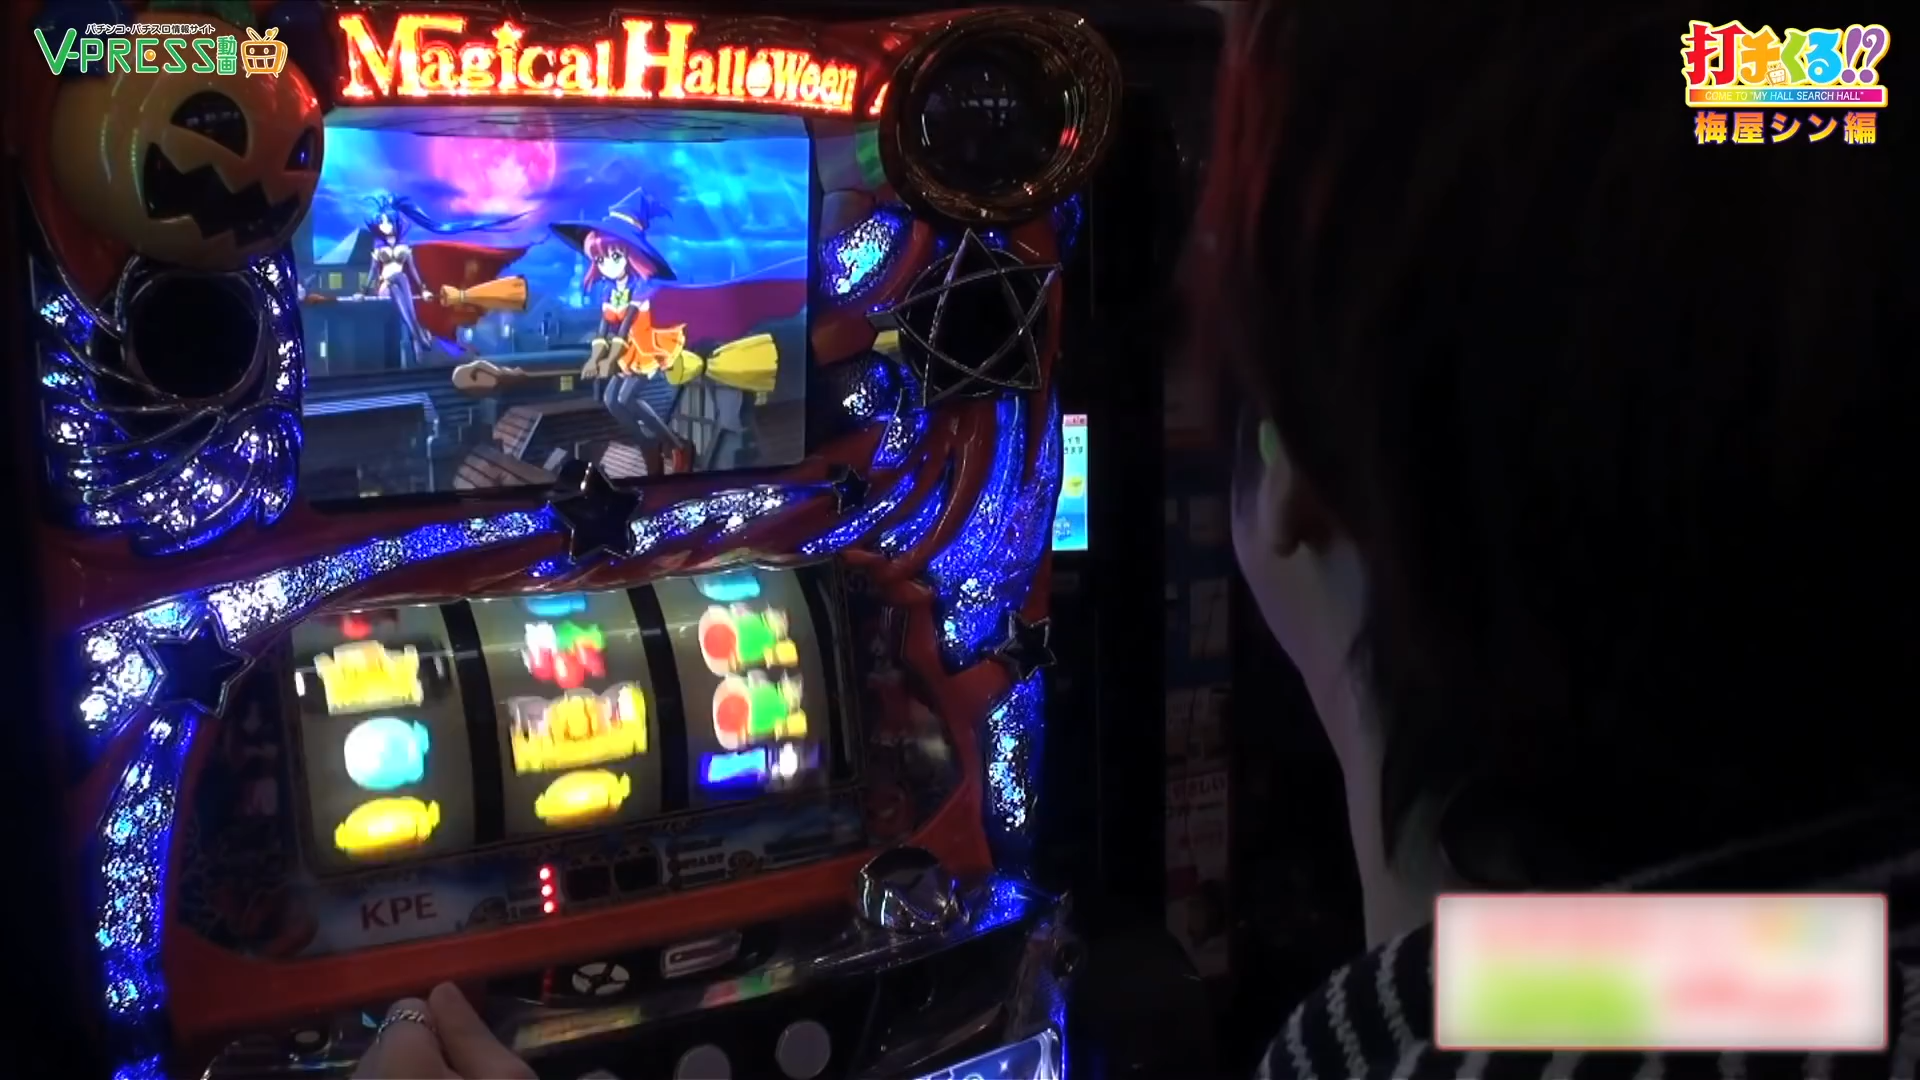 パチンコ・パチスロ情報サイト
V-PRESS動画
Magical Halloween
打チくる!?
COME TO "MY HALL SEARCH HALL"
梅屋シン編
KPE